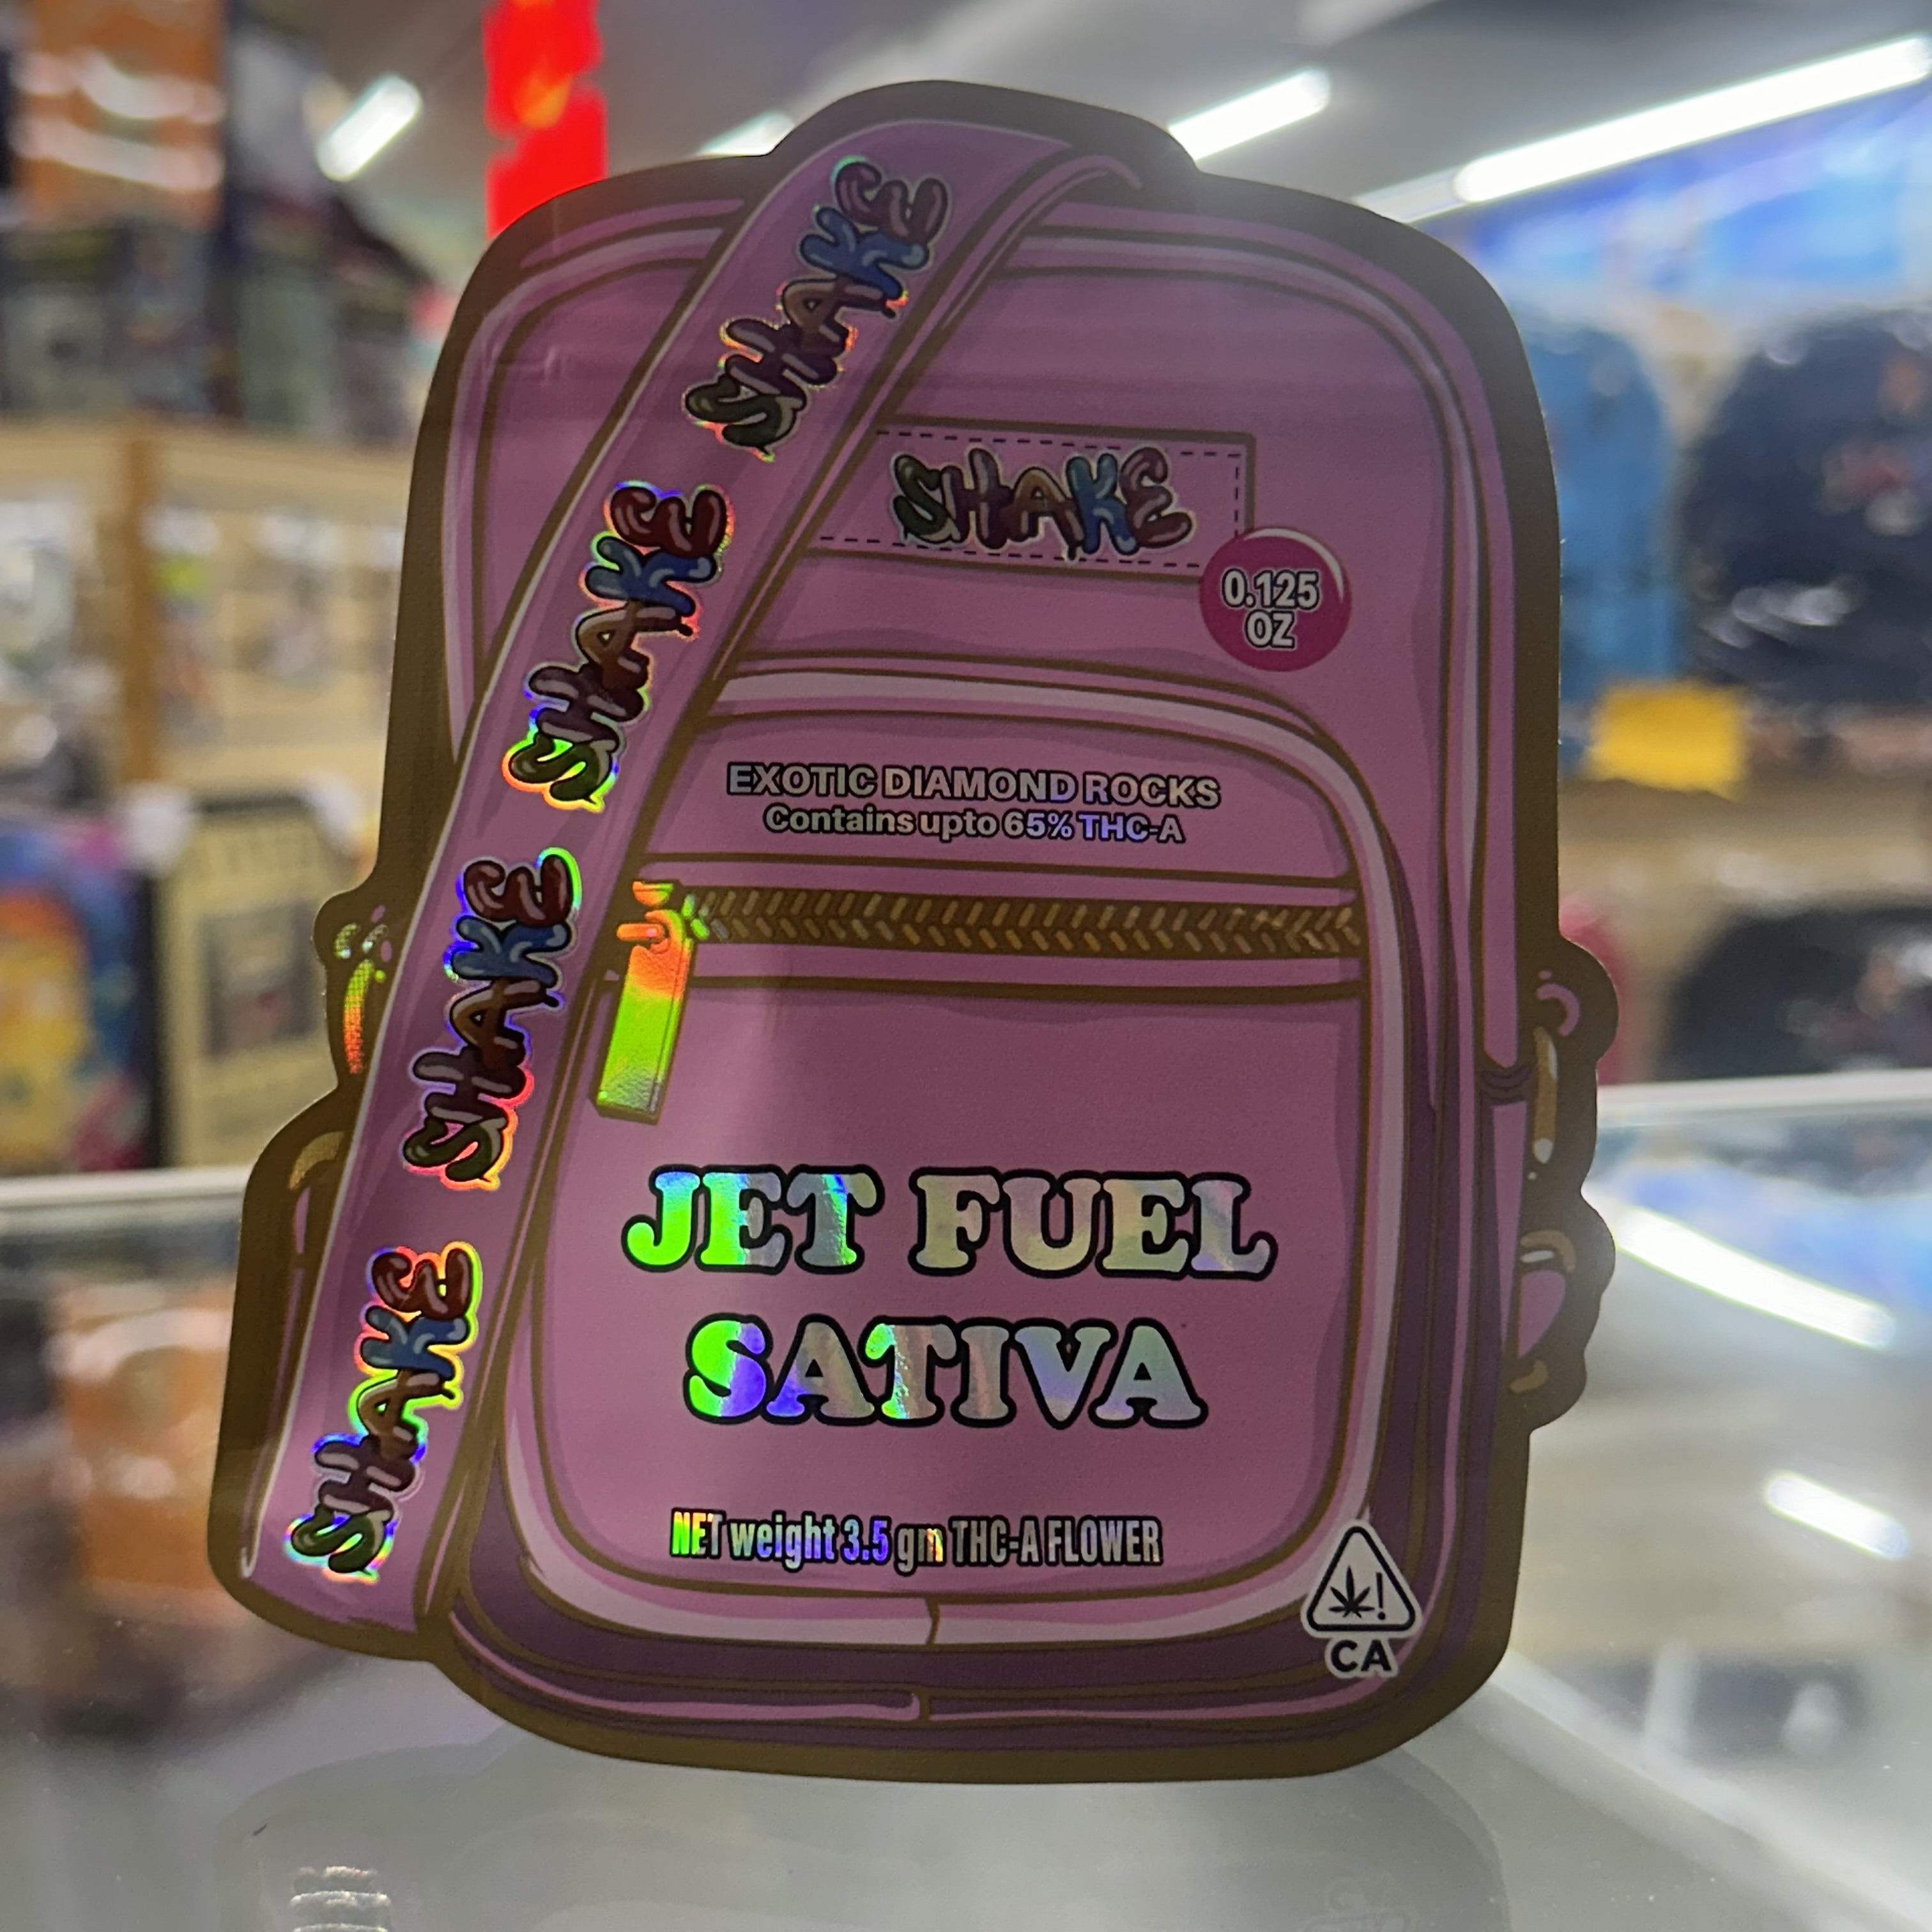 SHAKE
SHAKE
SHAKE
SHAKE
SHAKE
0.125
OZ
EXOTIC DIAMOND ROCKS
Contains upto 65% THC-A
JET FUEL
SATIVA
NET weight 3.5 gm THC-A FLOWER
!
CA